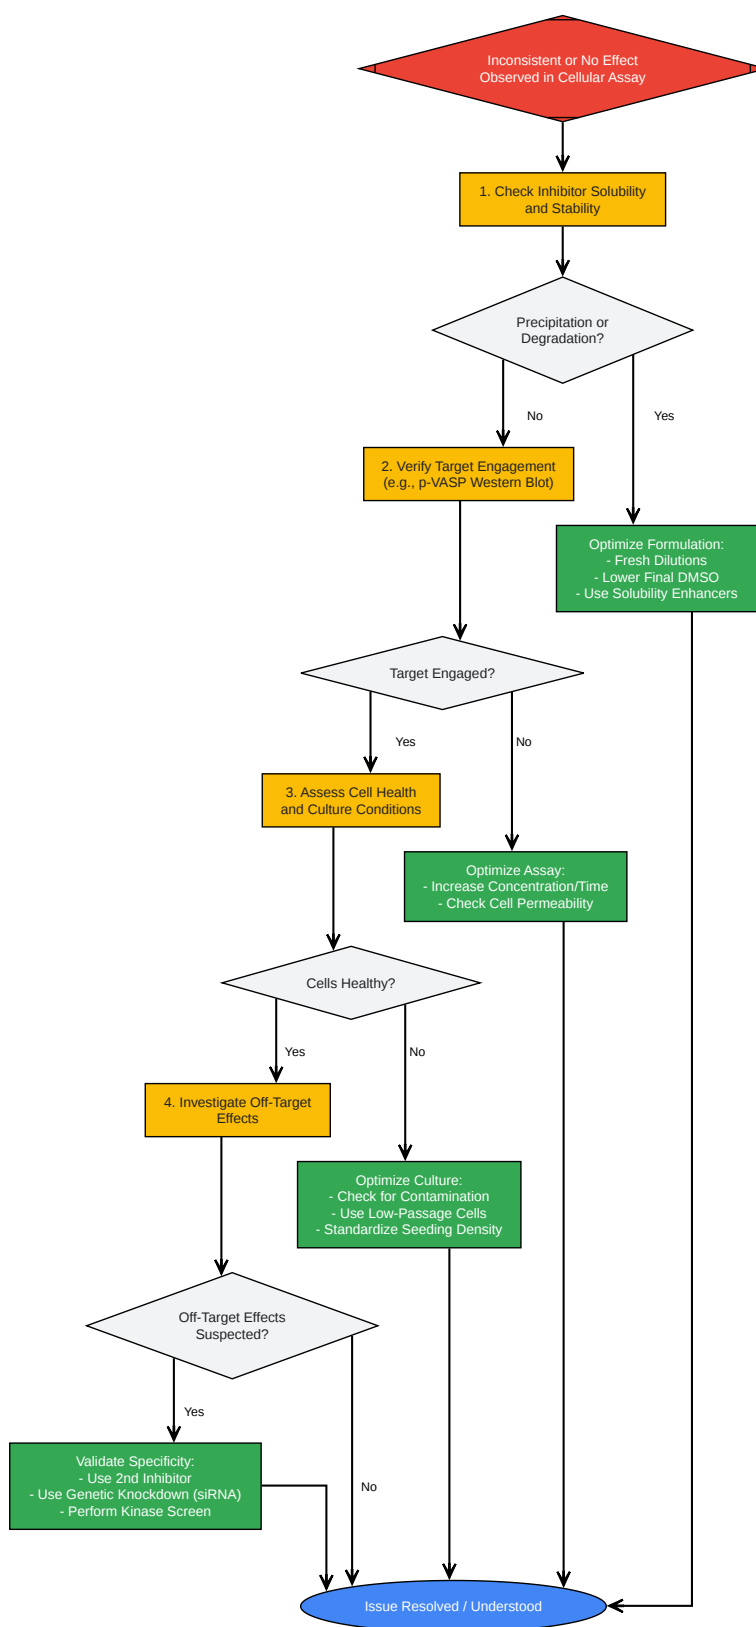 Inconsistent or No Effect
Observed in Cellular Assay
1. Check Inhibitor Solubility
and Stability
Precipitation or
Degradation?
No
Yes
2. Verify Target Engagement
(e.g., p-VASP Western Blot)
Optimize Formulation:
- Fresh Dilutions
- Lower Final DMSO
- Use Solubility Enhancers
Target Engaged?
Yes
No
3. Assess Cell Health
and Culture Conditions
Optimize Assay:
- Increase Concentration/Time
- Check Cell Permeability
Cells Healthy?
Yes
No
4. Investigate Off-Target
Effects
Optimize Culture:
- Check for Contamination
- Use Low-Passage Cells
- Standardize Seeding Density
Off-Target Effects
Suspected?
Yes
No
Validate Specificity:
- Use 2nd Inhibitor
- Use Genetic Knockdown (siRNA)
- Perform Kinase Screen
Issue Resolved / Understood